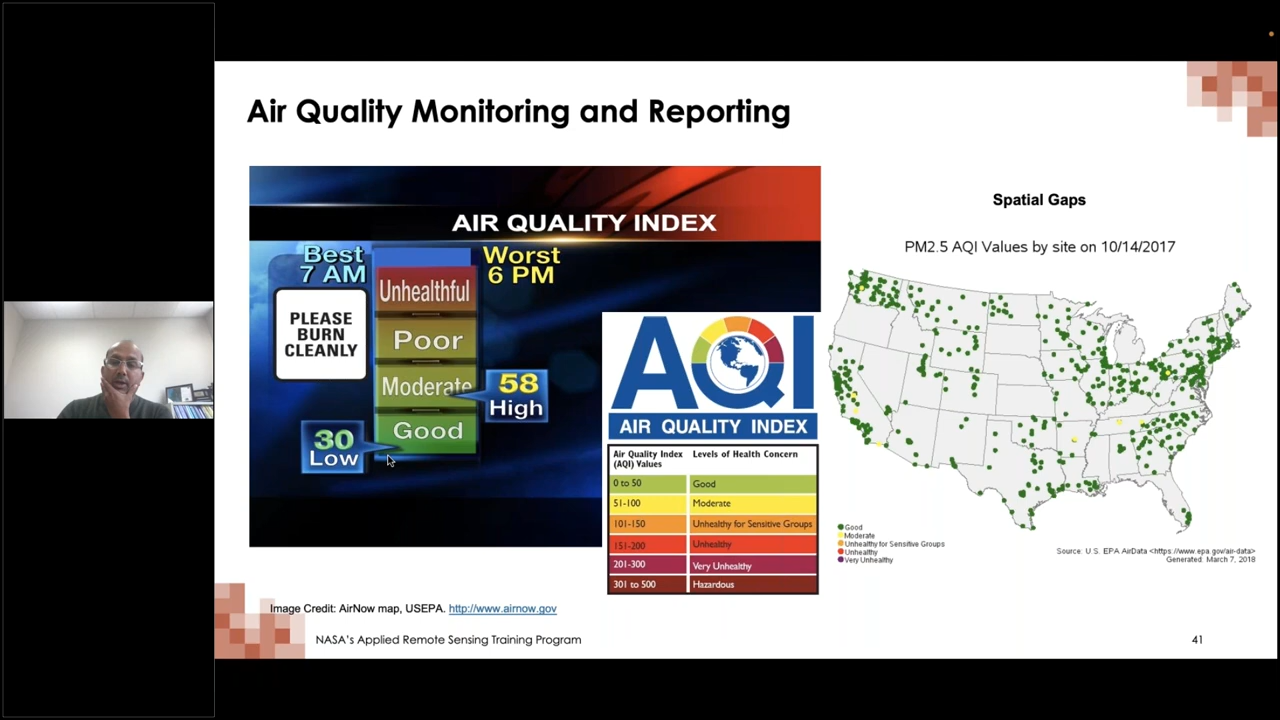 Air Quality Monitoring and Reporting
AIR QUALITY INDEX
Best
7 AM
Worst
6 PM
PLEASE
BURN
CLEANLY
Unhealthful
Poor
Moderate
Good
58
High
30
Low
AQI
AIR QUALITY INDEX
Air Quality Index
(AQI) Values
Levels of Health Concern
0 to 50 Good
51-100 Moderate
101-150 Unhealthy for Sensitive Groups
151-200 Unhealthy
201-300 Very Unhealthy
301 to 500 Hazardous
Spatial Gaps
PM2.5 AQI Values by site on 10/14/2017
Good
Moderate
Unhealthy for Sensitive Groups
Unhealthy
Very Unhealthy
Source: U.S. EPA AirData <https://www.epa.gov/air-data>
Generated: March 7, 2018
Image Credit: AirNow map, USEPA. http://www.airnow.gov
NASA's Applied Remote Sensing Training Program
41